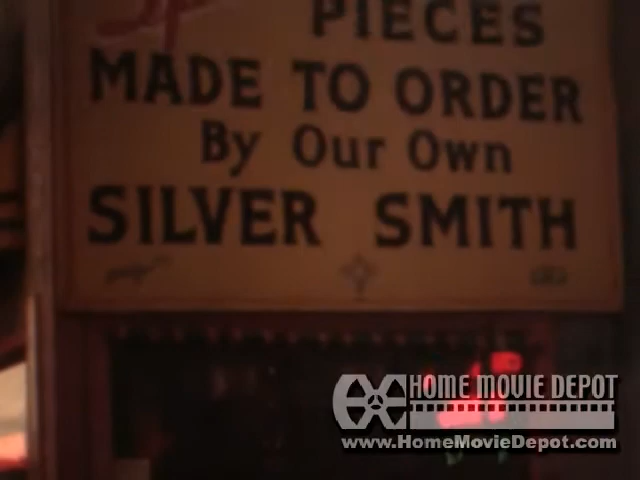 PIECES
MADE TO ORDER
By Our Own
SILVER SMITH
HOME MOVIE DEPOT
www.HomeMovieDepot.com